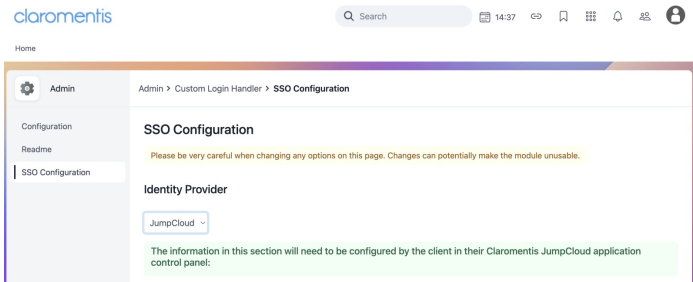 claromentis
Search
14:37
Home
Admin
Admin > Custom Login Handler > SSO Configuration
Configuration
Readme
SSO Configuration
SSO Configuration
Please be very careful when changing any options on this page. Changes can potentially make the module unusable.
Identity Provider
JumpCloud
The information in this section will need to be configured by the client in their Claromentis JumpCloud application
control panel: